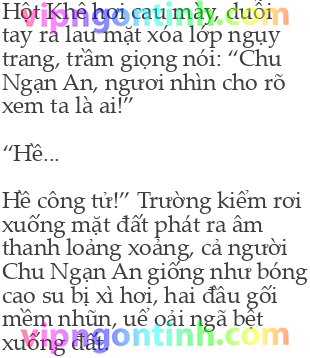 vipngontinh.com
Hột Khê hơi cau mày, duỗi
tay ra lau mặt xóa lớp ngụy
trang, trầm giọng nói: “Chu
Ngạn An, ngươi nhìn cho rõ
xem ta là ai!”
“Hề...
vipngontinh.com
Hề công tử!” Trường kiếm rơi
xuống mặt đất phát ra âm
thanh loảng xoảng, cả người
Chu Ngạn An giống như bóng
cao su bị xì hơi, hai đầu gối
mềm nhũn, uể oải ngã bệt
xuống đất.
vipngontinh.com